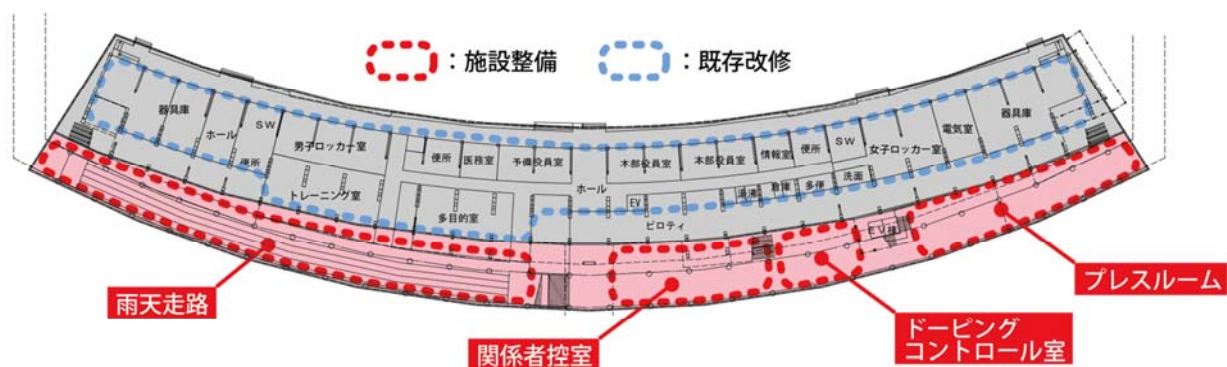 ：施設整備
：既存改修
器具庫
ホール
SW
便所
男子ロッカー室
トレーニング室
便所
医務室
予備役員室
多目的室
ホール
EV
ピロティ
本部役員室
本部役員室
情報室
便所
SW
湯沸
倉庫
多便
洗面
女子ロッカー室
電気室
器具庫
雨天走路
関係者控室
ドーピング
コントロール室
プレスルーム